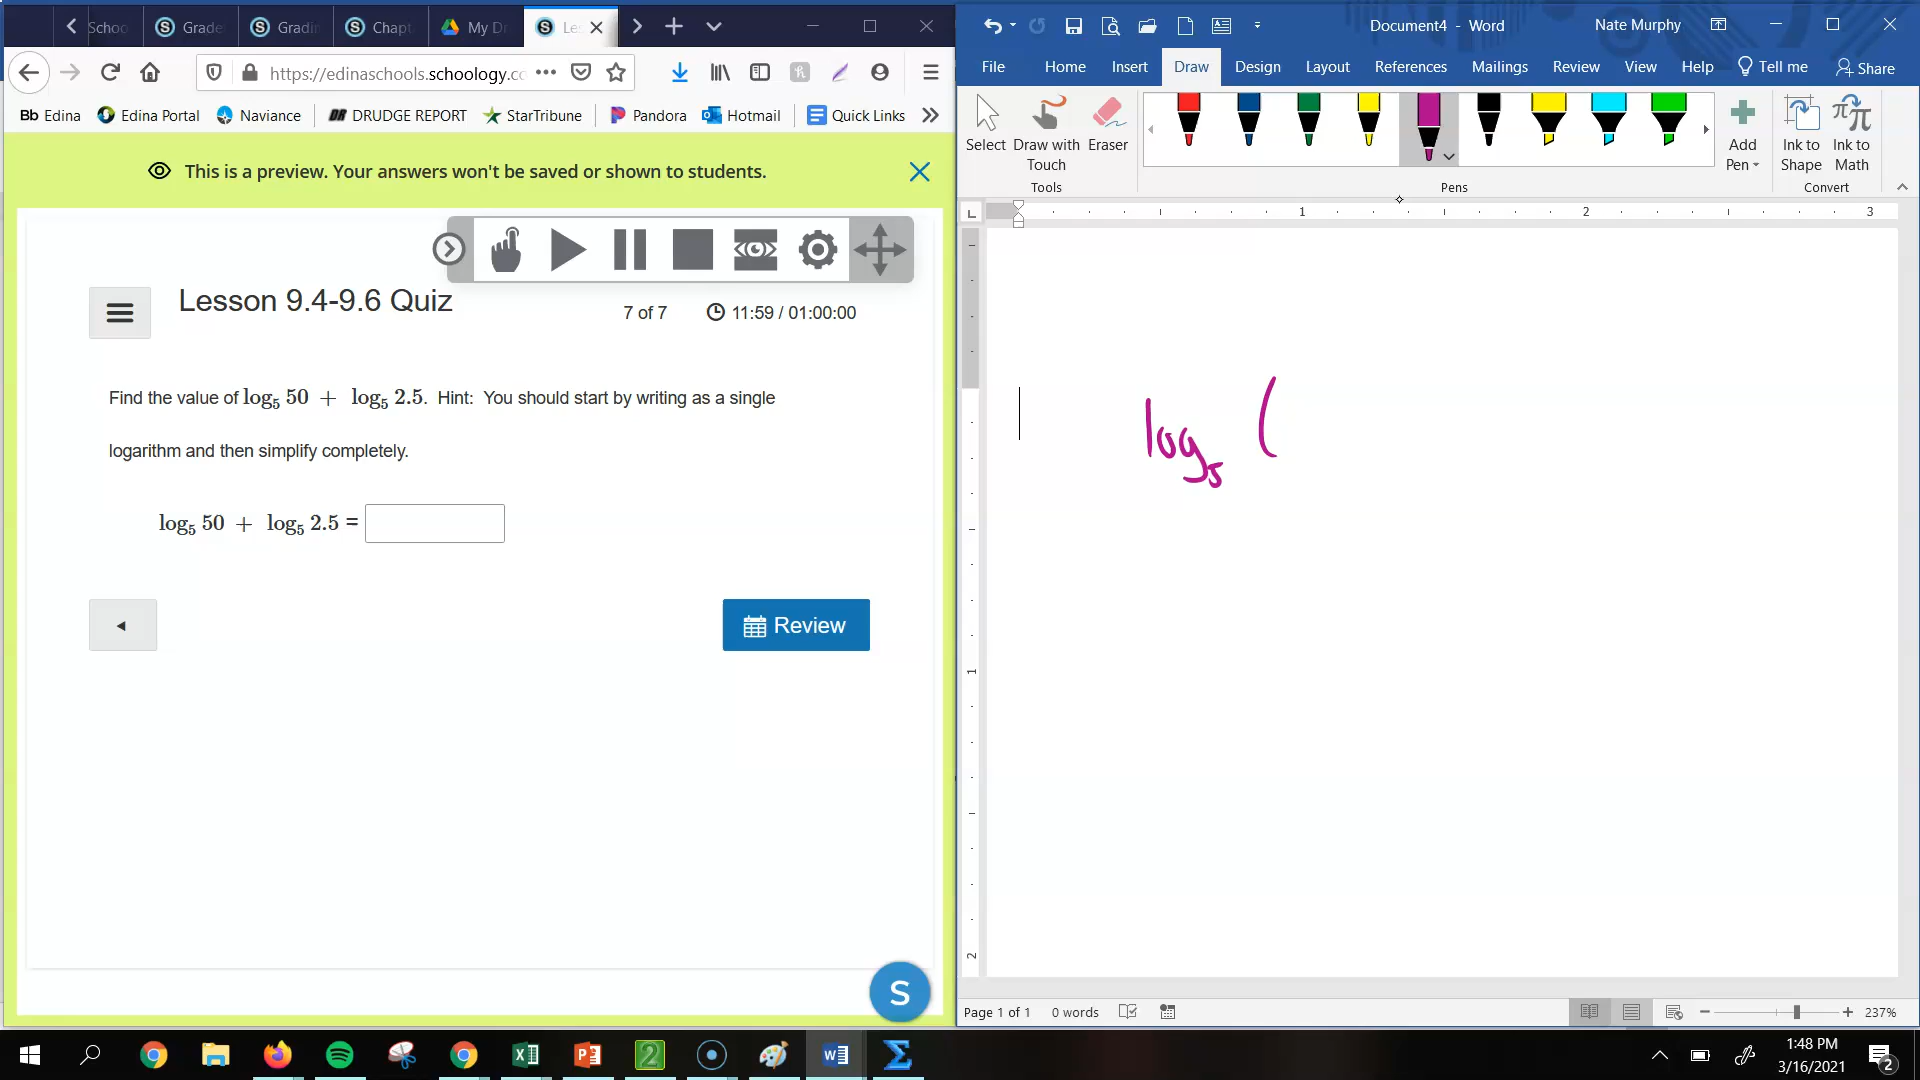 Schoo Grade Gradin Chapt My Dr Le
https://edinaschools.schoology.co
Bb Edina Edina Portal Naviance DR DRUDGE REPORT StarTribune Pandora Hotmail Quick Links
This is a preview. Your answers won't be saved or shown to students.
Lesson 9.4-9.6 Quiz
7 of 7 11:59 / 01:00:00
Find the value of log₅ 50 + log₅ 2.5. Hint: You should start by writing as a single
logarithm and then simplify completely.
log₅ 50 + log₅ 2.5 =
Review
S
Document4 - Word Nate Murphy
File Home Insert Draw Design Layout References Mailings Review View Help Tell me Share
Select Draw with Touch Eraser Add Pen Ink to Shape Ink to Math
Tools Pens Convert
L 1 2 3
log₅ (
1
2
Page 1 of 1 0 words 237%
1:48 PM
3/16/2021
2